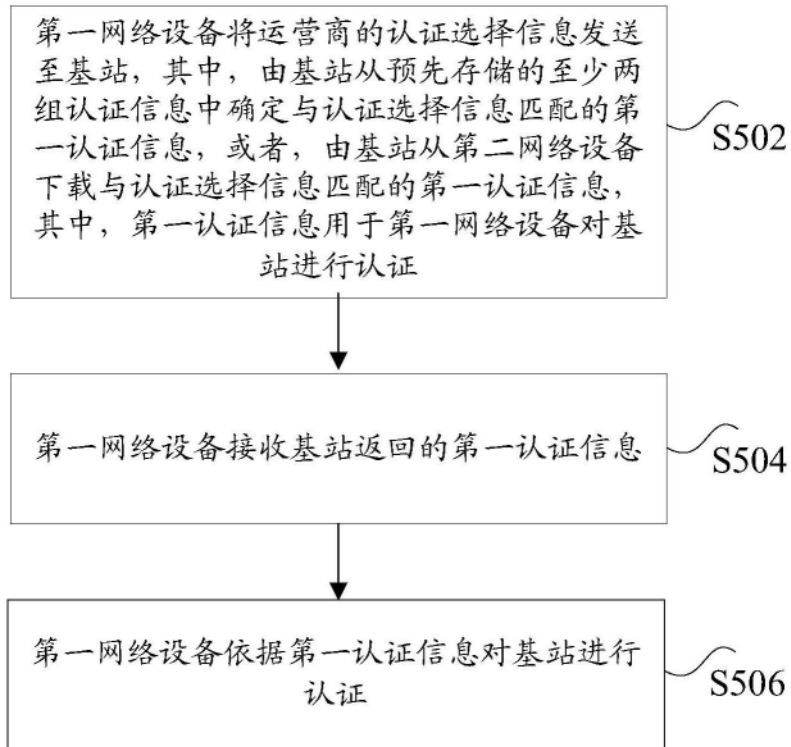 第一网络设备将运营商的认证选择信息发送
至基站，其中，由基站从预先存储的至少两
组认证信息中确定与认证选择信息匹配的第
一认证信息，或者，由基站从第二网络设备
下载与认证选择信息匹配的第一认证信息，
其中，第一认证信息用于第一网络设备对基
站进行认证
S502
第一网络设备接收基站返回的第一认证信息
S504
第一网络设备依据第一认证信息对基站进行
认证
S506